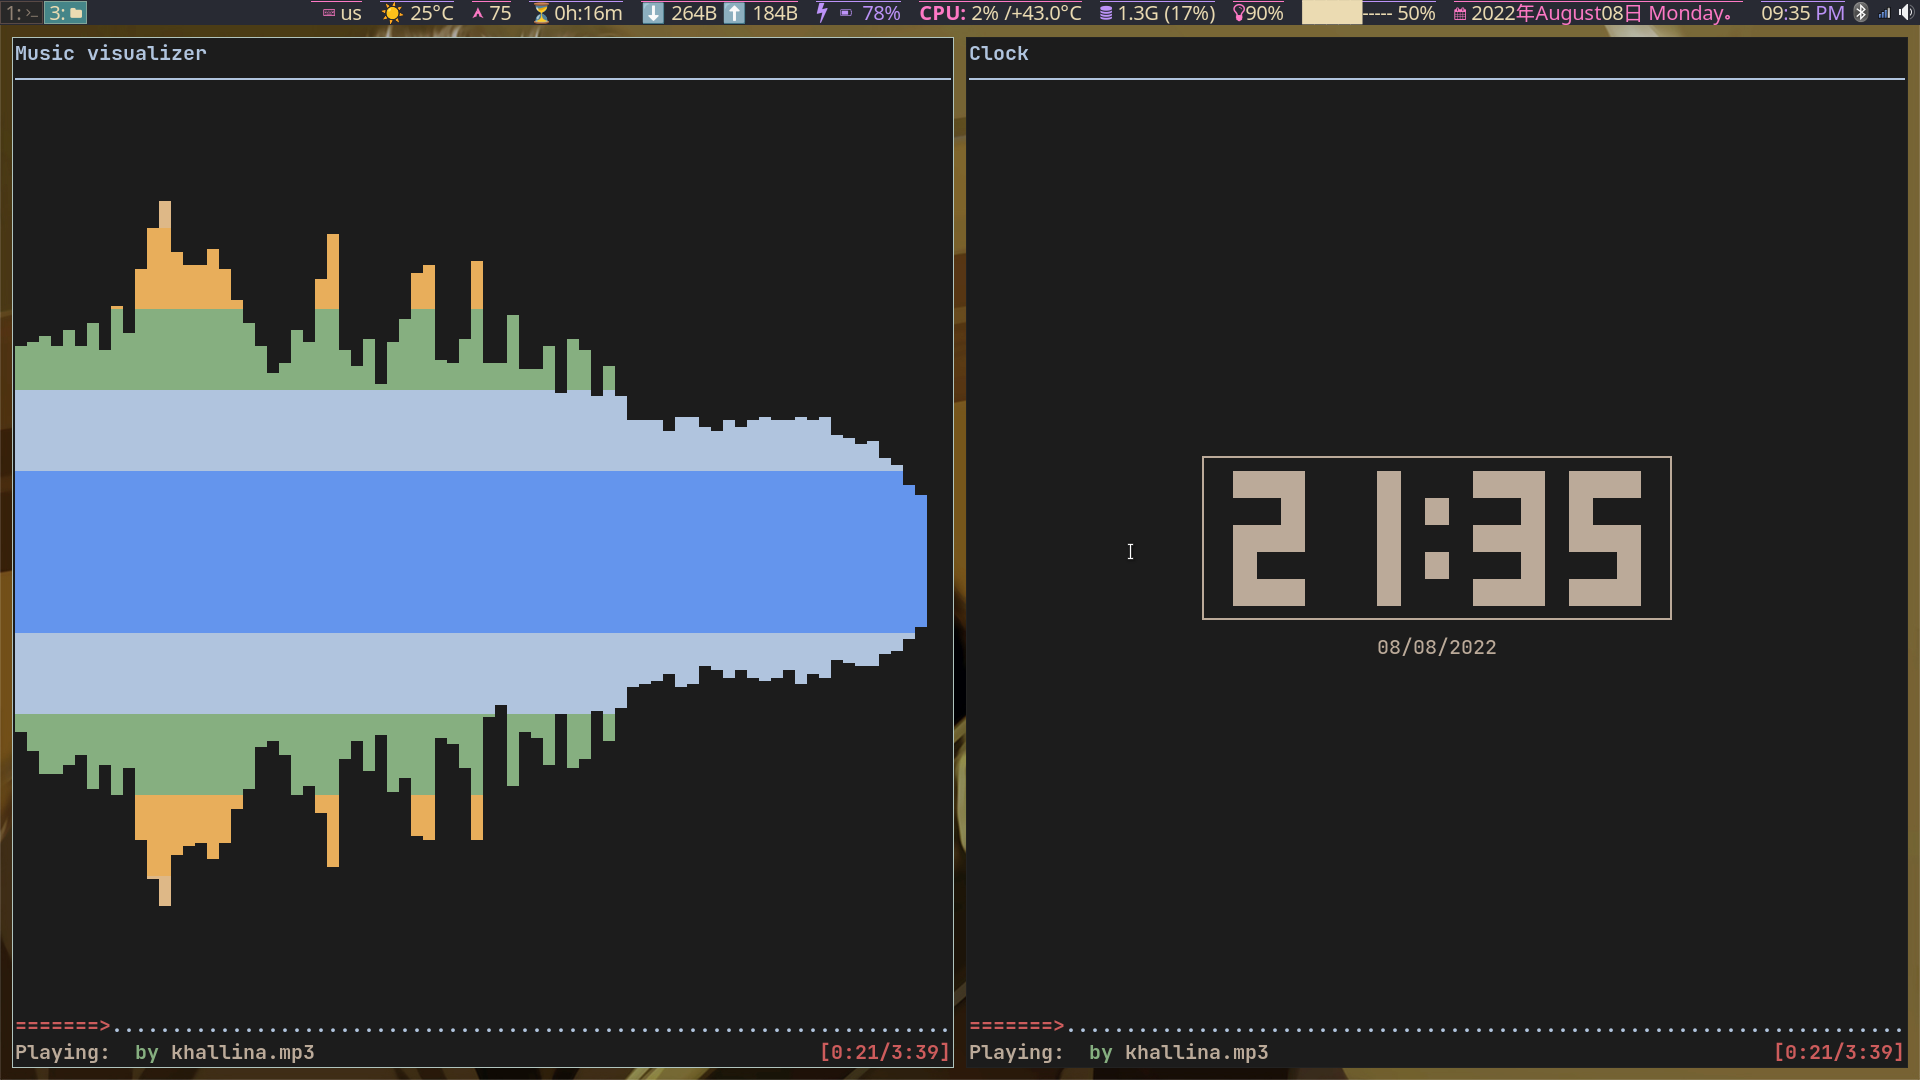 1: 3: us 25°C 75 0h:16m 264B 184B 78% CPU: 2% /+43.0°C 1.3G (17%) 90% ----- 50% 2022年August08日 Monday。 09:35 PM
Music visualizer
Clock
21:35
08/08/2022
=======>..............................................................................
Playing: by khallina.mp3 [0:21/3:39]
=======>..............................................................................
Playing: by khallina.mp3 [0:21/3:39]